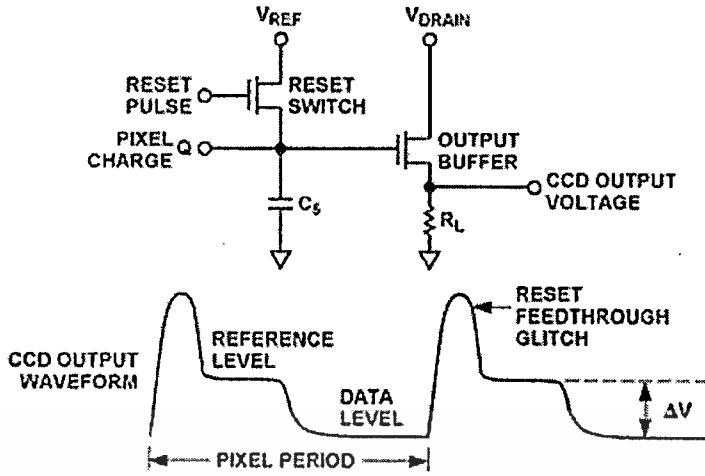 VREF
VDRAIN
RESET
PULSE
RESET
SWITCH
PIXEL
CHARGE
Q
OUTPUT
BUFFER
CCD OUTPUT
VOLTAGE
C5
RL
CCD OUTPUT
WAVEFORM
REFERENCE
LEVEL
DATA
LEVEL
RESET
FEEDTHROUGH
GLITCH
ΔV
PIXEL PERIOD